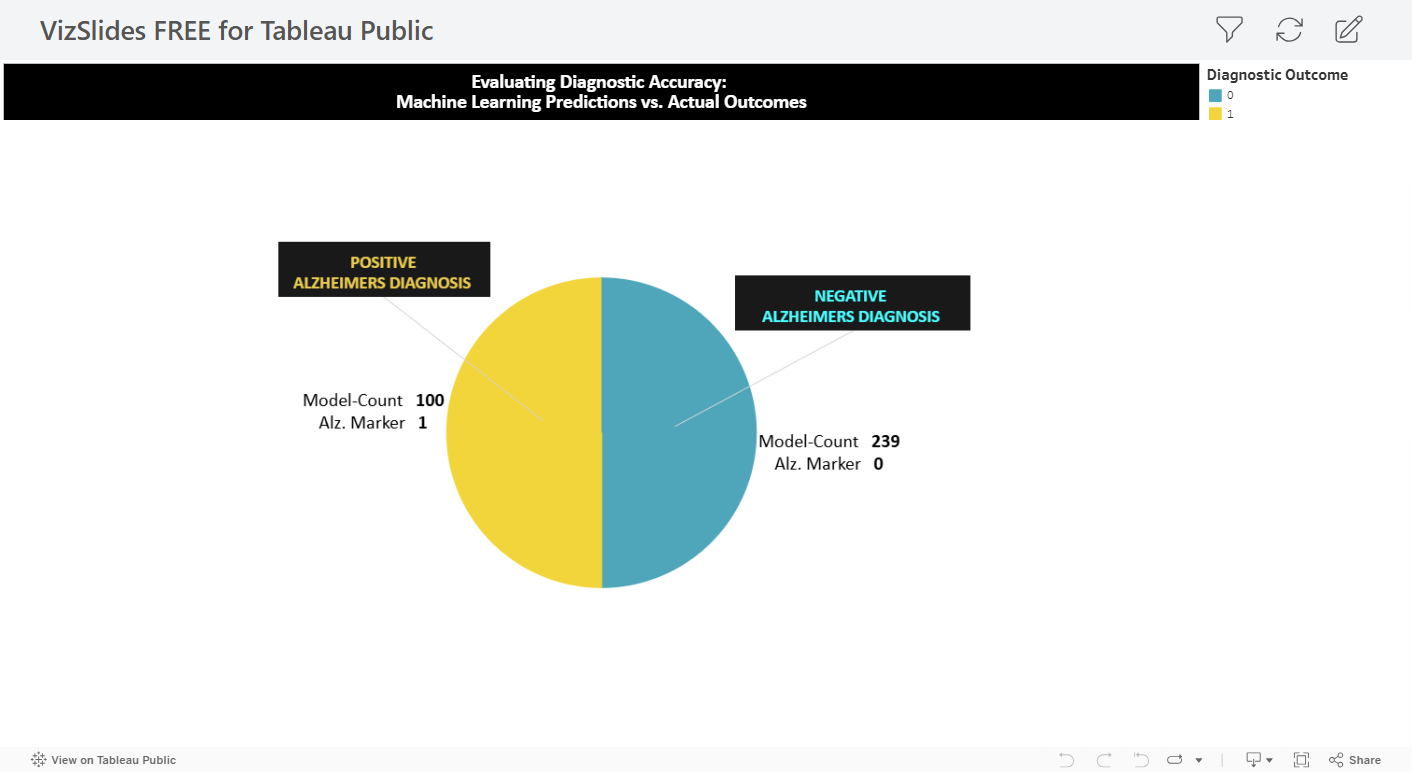 VizSlides FREE for Tableau Public
Evaluating Diagnostic Accuracy:
Machine Learning Predictions vs. Actual Outcomes
Diagnostic Outcome
0
1
POSITIVE
ALZHEIMERS DIAGNOSIS
NEGATIVE
ALZHEIMERS DIAGNOSIS
Model-Count 100
Alz. Marker 1
Model-Count 239
Alz. Marker 0
View on Tableau Public
Share